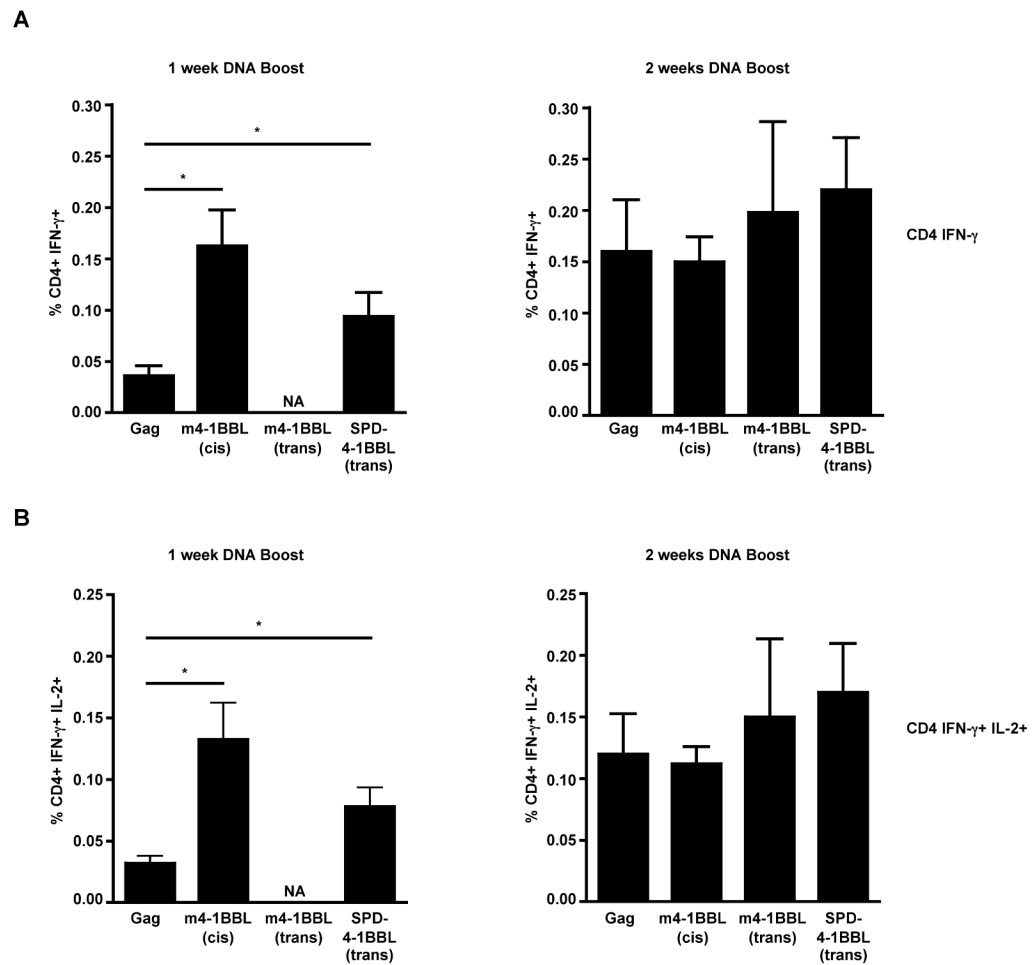 A
1 week DNA Boost
% CD4+ IFN-γ+
0.30
0.25
0.20
0.15
0.10
0.05
0.00
*
*
NA
Gag
m4-1BBL
(cis)
m4-1BBL
(trans)
SPD-
4-1BBL
(trans)
2 weeks DNA Boost
% CD4+ IFN-γ+
0.30
0.25
0.20
0.15
0.10
0.05
0.00
Gag
m4-1BBL
(cis)
m4-1BBL
(trans)
SPD-
4-1BBL
(trans)
CD4 IFN-γ
B
1 week DNA Boost
% CD4+ IFN-γ+ IL-2+
0.25
0.20
0.15
0.10
0.05
0.00
*
*
NA
Gag
m4-1BBL
(cis)
m4-1BBL
(trans)
SPD-
4-1BBL
(trans)
2 weeks DNA Boost
% CD4+ IFN-γ+ IL-2+
0.25
0.20
0.15
0.10
0.05
0.00
Gag
m4-1BBL
(cis)
m4-1BBL
(trans)
SPD-
4-1BBL
(trans)
CD4 IFN-γ+ IL-2+